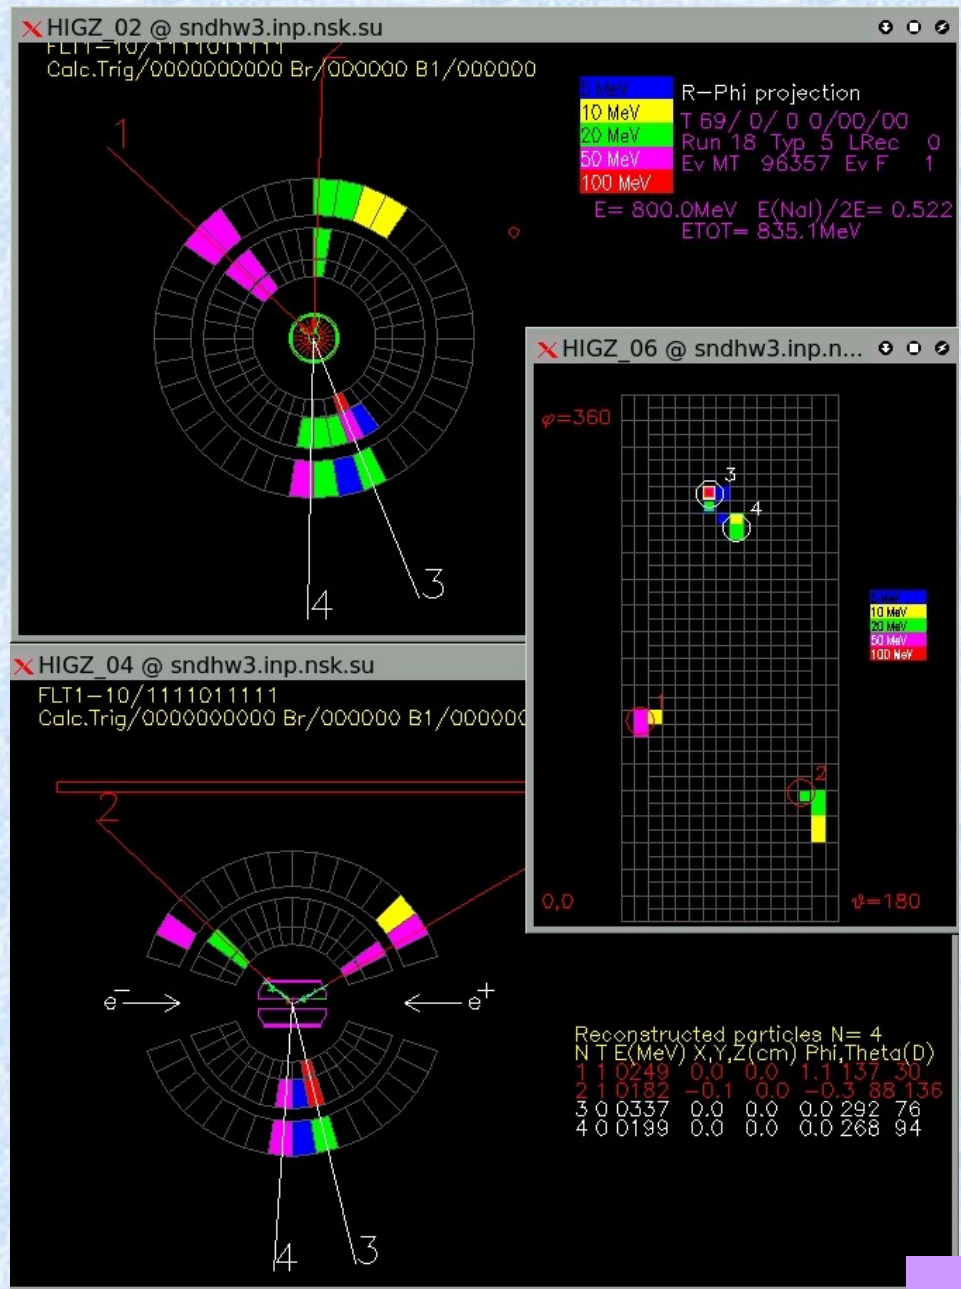 HIGZ_02 @ sndhw3.inp.nsk.su
FLT1-10/1111011111
Calc.Trig/0000000000 Br/000000 B1/000000
5 MeV
10 MeV
20 MeV
50 MeV
100 MeV
R-Phi projection
T 69/ 0/ 0 0/00/00
Run 18 Typ 5 LRec 0
Ev MT 96357 Ev F 1
E= 800.0MeV E(NaI)/2E= 0.522
ETOT= 835.1MeV
1
2
3
4
HIGZ_06 @ sndhw3.inp.n...
φ=360
3
4
1
2
10 MeV
20 MeV
50 MeV
100 MeV
0,0
ϑ=180
HIGZ_04 @ sndhw3.inp.nsk.su
FLT1-10/1111011111
Calc.Trig/0000000000 Br/000000 B1/000000
2
e⁻
e⁺
4
3
Reconstructed particles N= 4
N T E(MeV) X,Y,Z(cm) Phi,Theta(D)
1 1 0249 0.0 0.0 1.1 137 30
2 1 0182 -0.1 0.0 -0.3 88 136
3 0 0337 0.0 0.0 0.0 292 76
4 0 0199 0.0 0.0 0.0 268 94